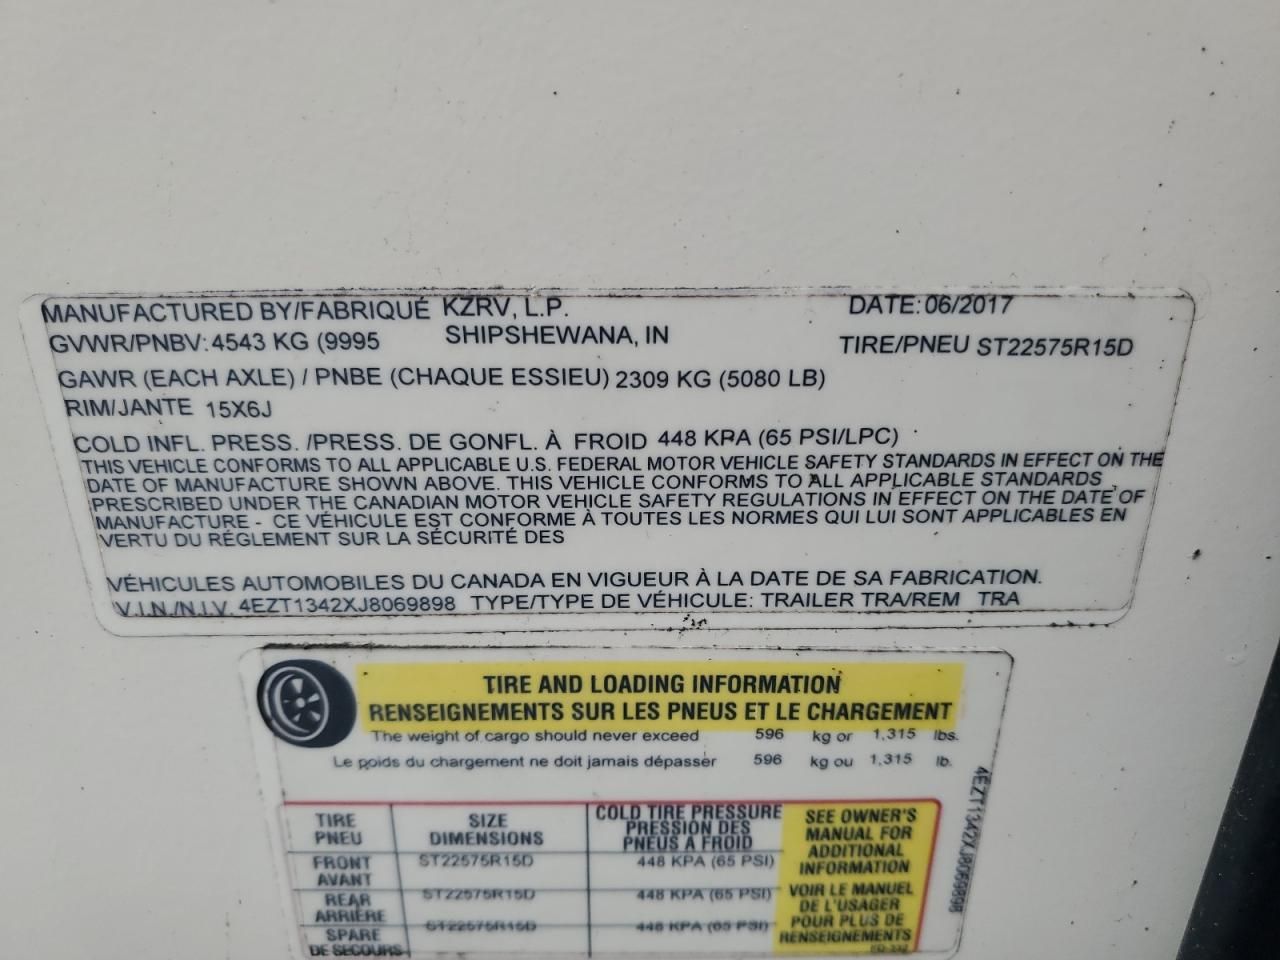 MANUFACTURED BY/FABRIQUÉ KZRV, L.P. DATE: 06/2017
GVWR/PNBV: 4543 KG (9995 SHIPSHEWANA, IN TIRE/PNEU ST22575R15D
GAWR (EACH AXLE) / PNBE (CHAQUE ESSIEU) 2309 KG (5080 LB)
RIM/JANTE 15X6J
COLD INFL. PRESS. /PRESS. DE GONFL. À FROID 448 KPA (65 PSI/LPC)
THIS VEHICLE CONFORMS TO ALL APPLICABLE U.S. FEDERAL MOTOR VEHICLE SAFETY STANDARDS IN EFFECT ON THE
DATE OF MANUFACTURE SHOWN ABOVE. THIS VEHICLE CONFORMS TO ALL APPLICABLE STANDARDS
PRESCRIBED UNDER THE CANADIAN MOTOR VEHICLE SAFETY REGULATIONS IN EFFECT ON THE DATE OF
MANUFACTURE - CE VÉHICULE EST CONFORME À TOUTES LES NORMES QUI LUI SONT APPLICABLES EN
VERTU DU RÉGLEMENT SUR LA SÉCURITÉ DES
VÉHICULES AUTOMOBILES DU CANADA EN VIGUEUR À LA DATE DE SA FABRICATION.
V.I.N./N.I.V. 4EZT1342XJ8069898 TYPE/TYPE DE VÉHICULE: TRAILER TRA/REM TRA
TIRE AND LOADING INFORMATION
RENSEIGNEMENTS SUR LES PNEUS ET LE CHARGEMENT
The weight of cargo should never exceed 596 kg or 1,315 lbs.
Le poids du chargement ne doit jamais dépasser 596 kg ou 1,315 lb.
TIRE PNEU
SIZE DIMENSIONS
COLD TIRE PRESSURE
PRESSION DES
PNEUS A FROID
FRONT AVANT ST22575R15D 448 KPA (65 PSI)
REAR ARRIÈRE ST22575R15D 448 KPA (65 PSI)
SPARE DE SECOURS ST22575R15D 448 KPA (65 PSI)
SEE OWNER'S
MANUAL FOR
ADDITIONAL
INFORMATION
VOIR LE MANUEL
DE L'USAGER
POUR PLUS DE
RENSEIGNEMENTS
4EZT1342XJ8069898